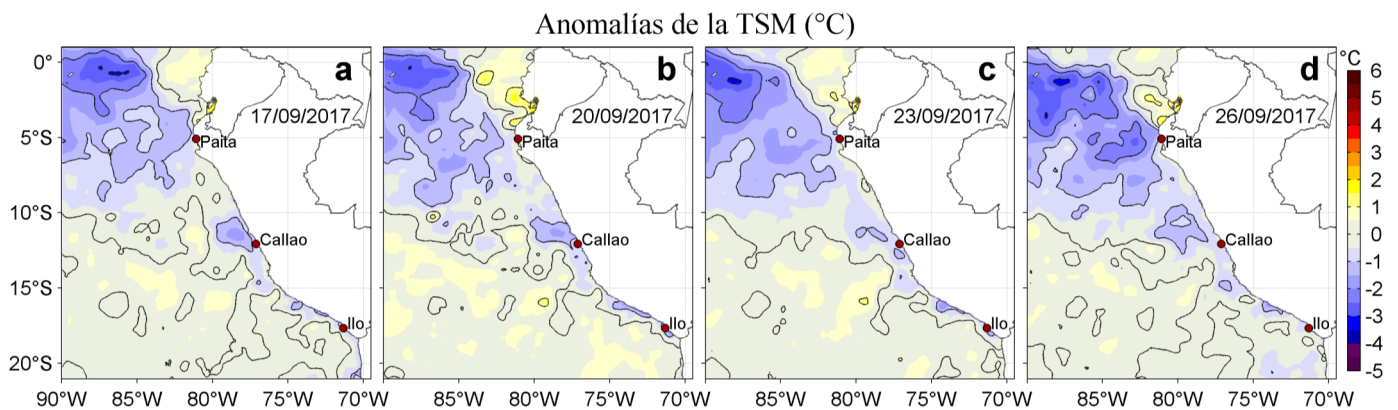 Anomalías de la TSM (°C)
a
17/09/2017
Paita
Callao
Ilo
b
20/09/2017
Paita
Callao
Ilo
c
23/09/2017
Paita
Callao
Ilo
d
26/09/2017
Paita
Callao
Ilo
0°
5°S
10°S
15°S
20°S
90°W 85°W 80°W 75°W 70°W
85°W 80°W 75°W 70°W
85°W 80°W 75°W 70°W
85°W 80°W 75°W 70°W
°C
6
5
4
3
2
1
0
-1
-2
-3
-4
-5